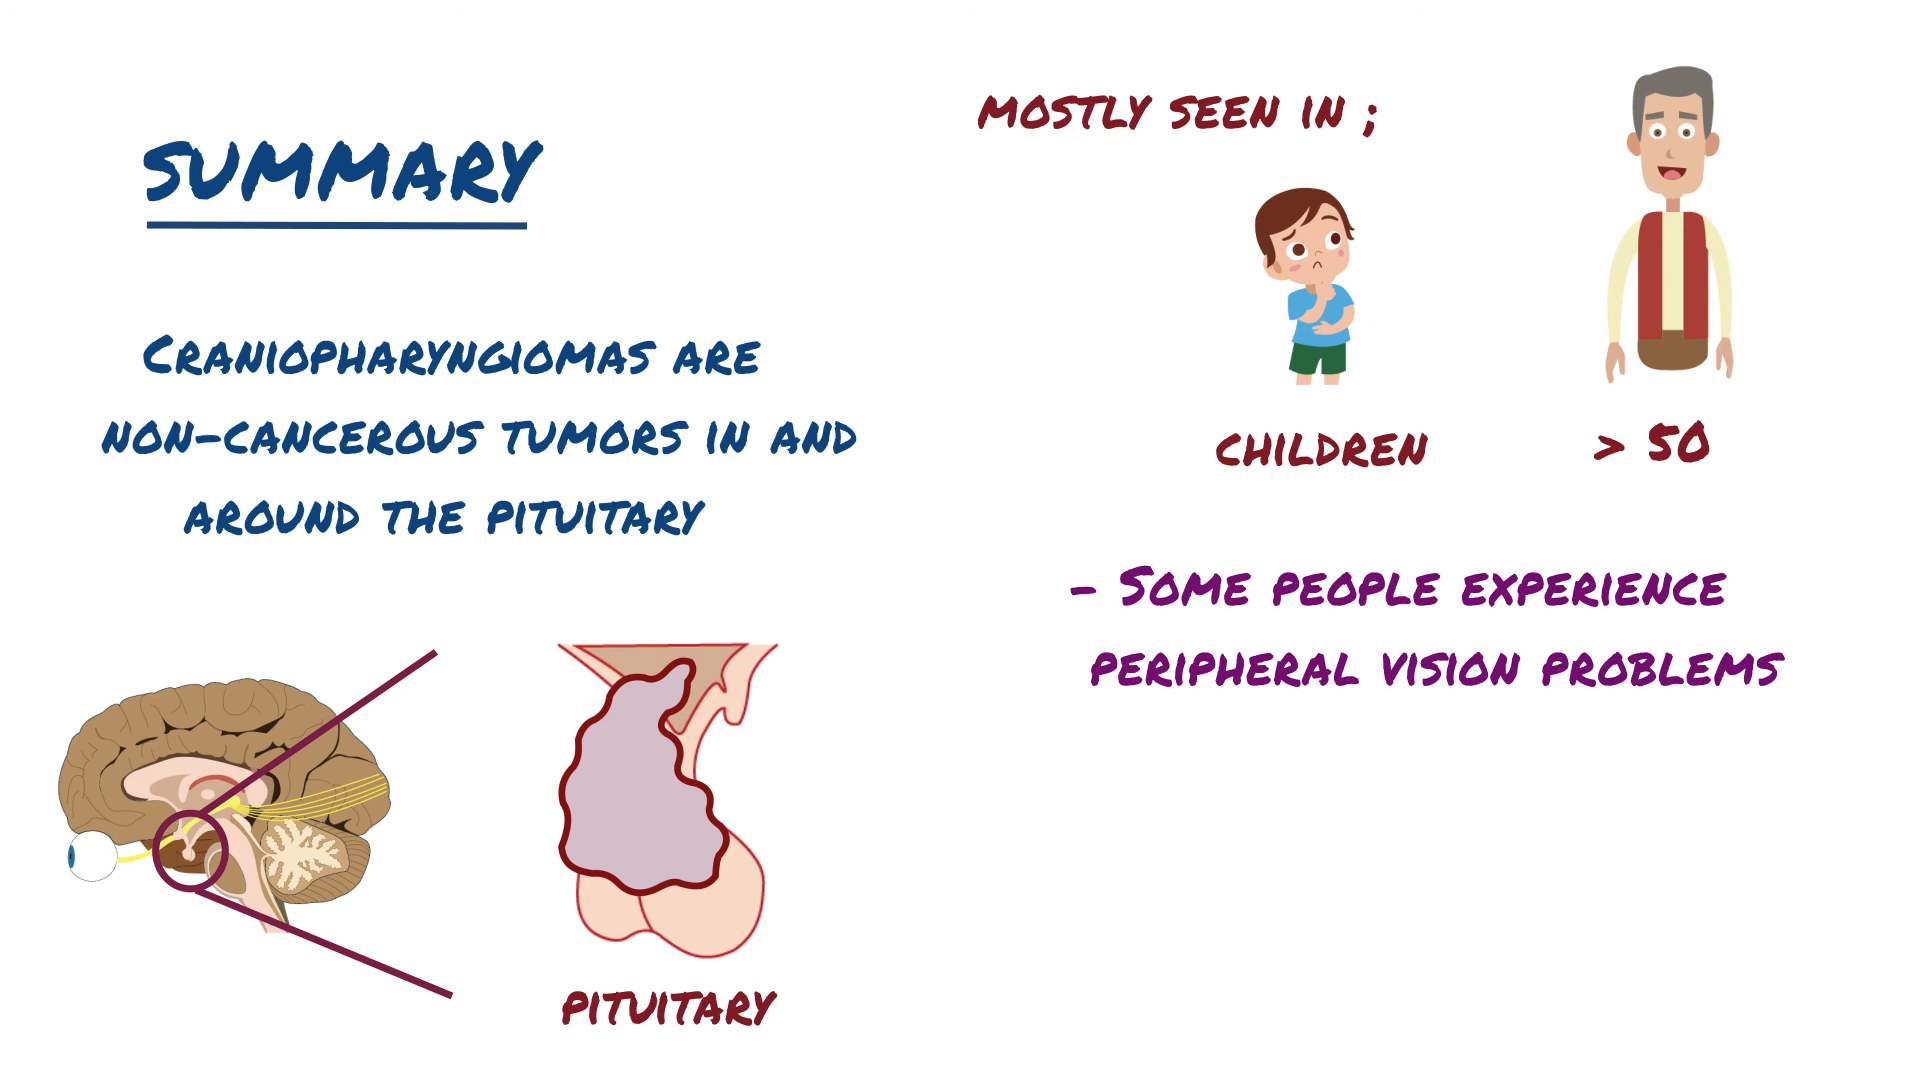 SUMMARY
CRANIOPHARYNGIOMAS ARE
NON-CANCEROUS TUMORS IN AND
AROUND THE PITUITARY
PITUITARY
MOSTLY SEEN IN ;
CHILDREN
> 50
- SOME PEOPLE EXPERIENCE
PERIPHERAL VISION PROBLEMS